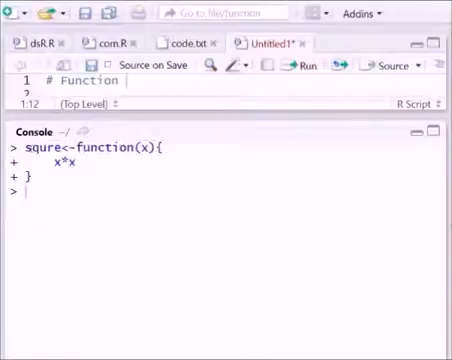 Go to file/function
Addins
dsR.R
com.R
code.txt
Untitled1*
Source on Save
Run
Source
1 # Function
2
1:12
(Top Level)
R Script
Console ~/
> squre<-function(x){
+ x*x
+ }
>